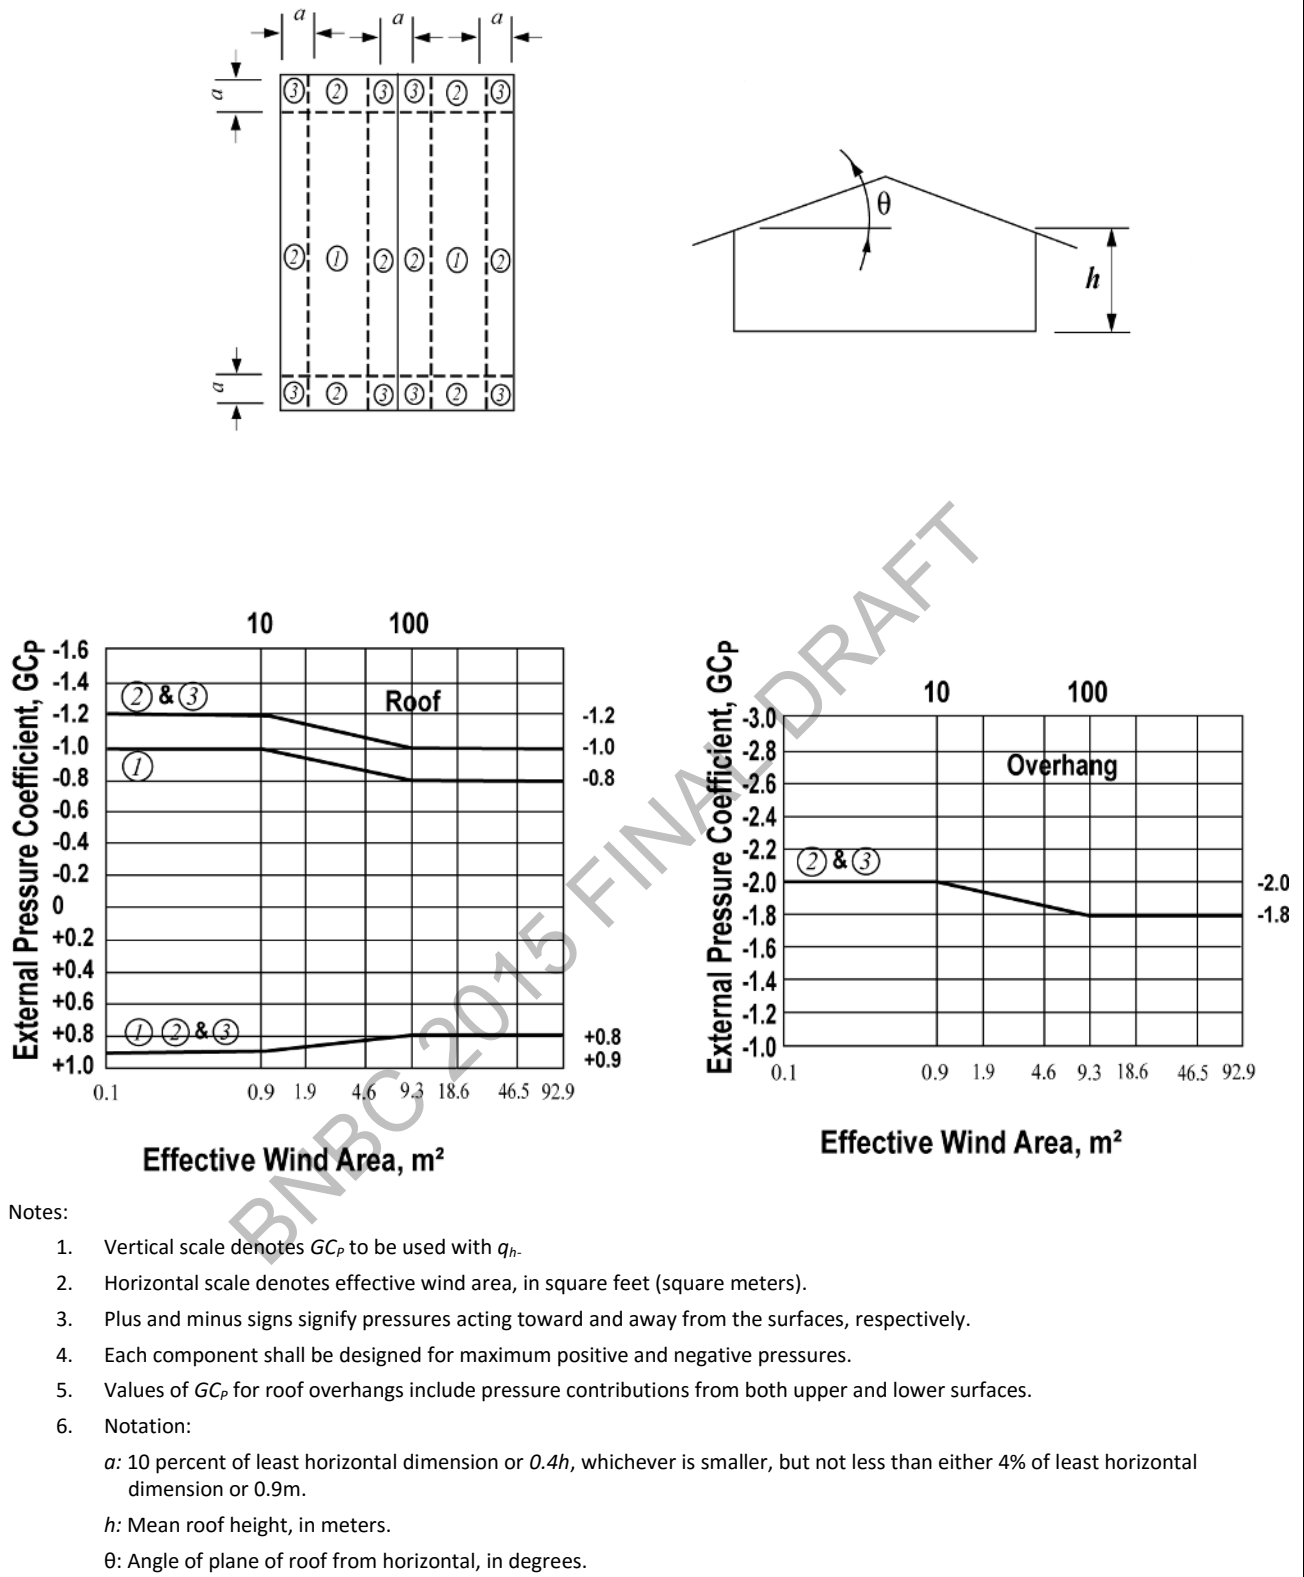 a a a
a
③ ② ③ ③ ② ③
② ① ② ② ① ②
a
③ ② ③ ③ ② ③
θ
h
10 100
External Pressure Coefficient, GCP
-1.6
-1.4
-1.2
-1.0
-0.8
-0.6
-0.4
-0.2
0
+0.2
+0.4
+0.6
+0.8
+1.0
② & ③
Roof
①
① ② & ③
-1.2
-1.0
-0.8
+0.8
+0.9
0.1 0.9 1.9 4.6 9.3 18.6 46.5 92.9
Effective Wind Area, m²
10 100
External Pressure Coefficient, GCP
-3.0
-2.8
-2.6
-2.4
-2.2
-2.0
-1.8
-1.6
-1.4
-1.2
-1.0
Overhang
② & ③
-2.0
-1.8
0.1 0.9 1.9 4.6 9.3 18.6 46.5 92.9
Effective Wind Area, m²
BNBC 2015 FINAL DRAFT
Notes:
1. Vertical scale denotes GCP to be used with qh.
2. Horizontal scale denotes effective wind area, in square feet (square meters).
3. Plus and minus signs signify pressures acting toward and away from the surfaces, respectively.
4. Each component shall be designed for maximum positive and negative pressures.
5. Values of GCP for roof overhangs include pressure contributions from both upper and lower surfaces.
6. Notation:
a: 10 percent of least horizontal dimension or 0.4h, whichever is smaller, but not less than either 4% of least horizontal
dimension or 0.9m.
h: Mean roof height, in meters.
θ: Angle of plane of roof from horizontal, in degrees.